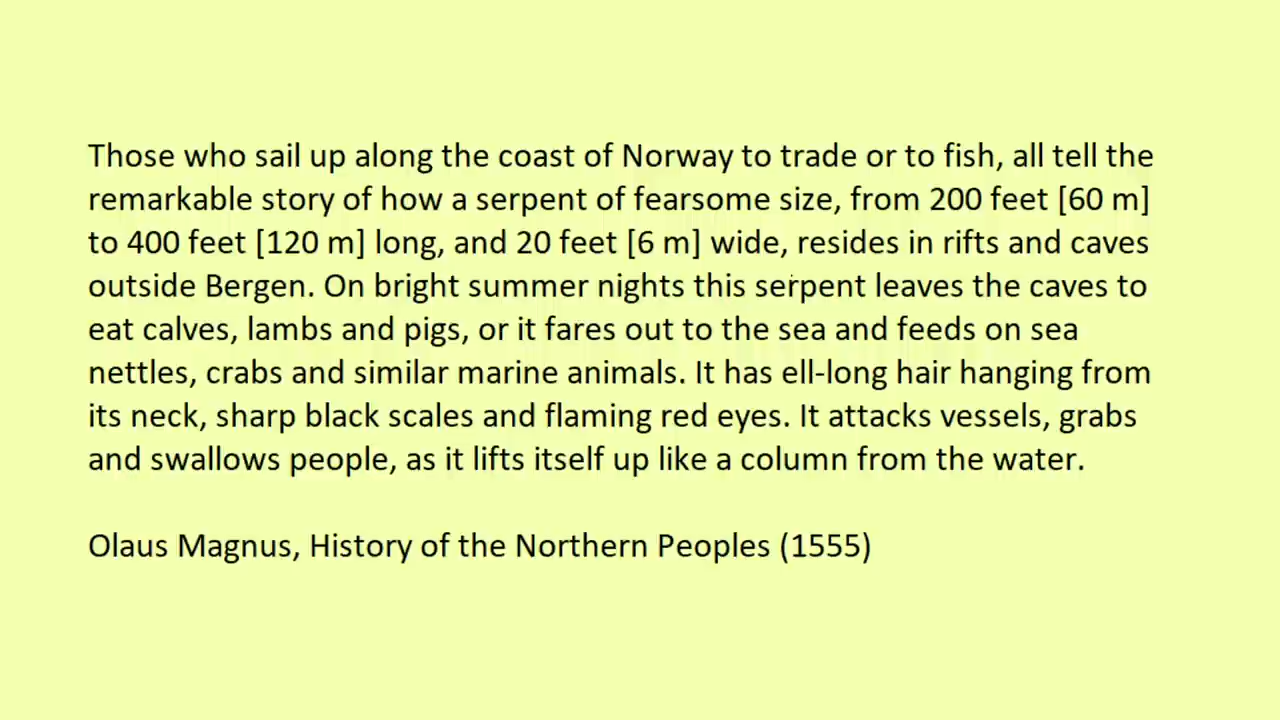 Those who sail up along the coast of Norway to trade or to fish, all tell the
remarkable story of how a serpent of fearsome size, from 200 feet [60 m]
to 400 feet [120 m] long, and 20 feet [6 m] wide, resides in rifts and caves
outside Bergen. On bright summer nights this serpent leaves the caves to
eat calves, lambs and pigs, or it fares out to the sea and feeds on sea
nettles, crabs and similar marine animals. It has ell-long hair hanging from
its neck, sharp black scales and flaming red eyes. It attacks vessels, grabs
and swallows people, as it lifts itself up like a column from the water.
Olaus Magnus, History of the Northern Peoples (1555)